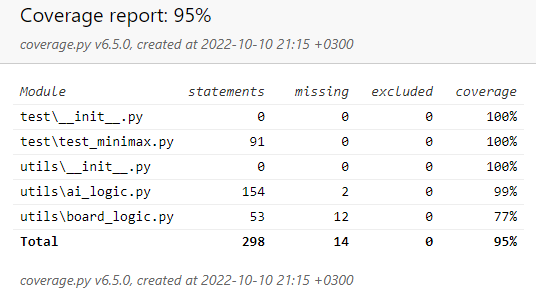 Coverage report: 95%
coverage.py v6.5.0, created at 2022-10-10 21:15 +0300
Module statements missing excluded coverage
test\__init__.py 0 0 0 100%
test\test_minimax.py 91 0 0 100%
utils\__init__.py 0 0 0 100%
utils\ai_logic.py 154 2 0 99%
utils\board_logic.py 53 12 0 77%
Total 298 14 0 95%
coverage.py v6.5.0, created at 2022-10-10 21:15 +0300